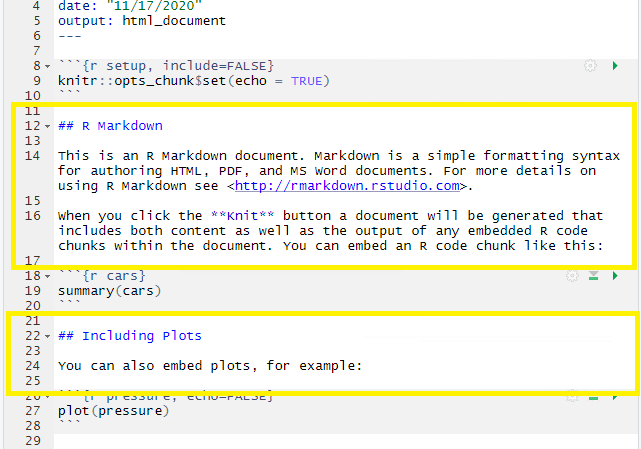 4 date: "11/17/2020"
5 output: html_document
6 ---
7
8 ```{r setup, include=FALSE}
9 knitr::opts_chunk$set(echo = TRUE)
10 ```
11
12 ## R Markdown
13
14 This is an R Markdown document. Markdown is a simple formatting syntax
for authoring HTML, PDF, and MS Word documents. For more details on
using R Markdown see <http://rmarkdown.rstudio.com>.
15
16 When you click the **Knit** button a document will be generated that
includes both content as well as the output of any embedded R code
chunks within the document. You can embed an R code chunk like this:
17
18 ```{r cars}
19 summary(cars)
20 ```
21
22 ## Including Plots
23
24 You can also embed plots, for example:
25
26 ```{r pressure, echo=FALSE}
27 plot(pressure)
28 ```
29